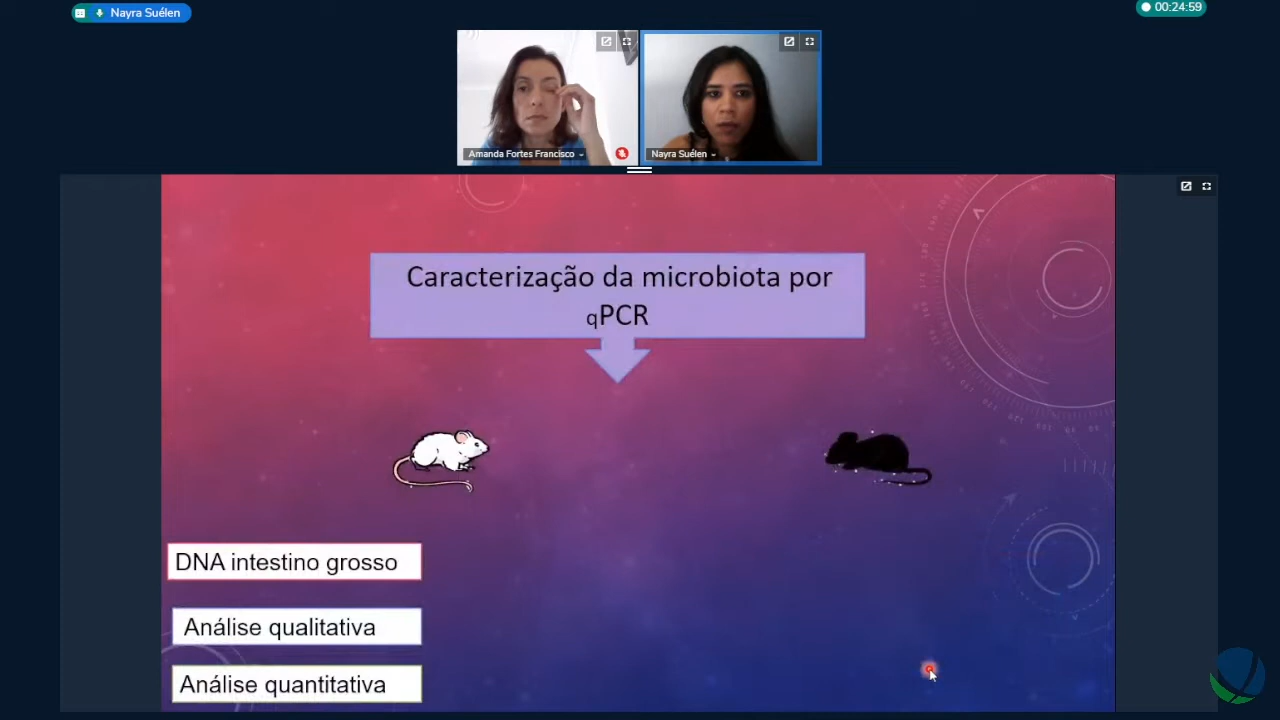 Nayra Suélen
00:24:59
Amanda Fortes Francisco
Nayra Suélen
Caracterização da microbiota por
qPCR
DNA intestino grosso
Análise qualitativa
Análise quantitativa